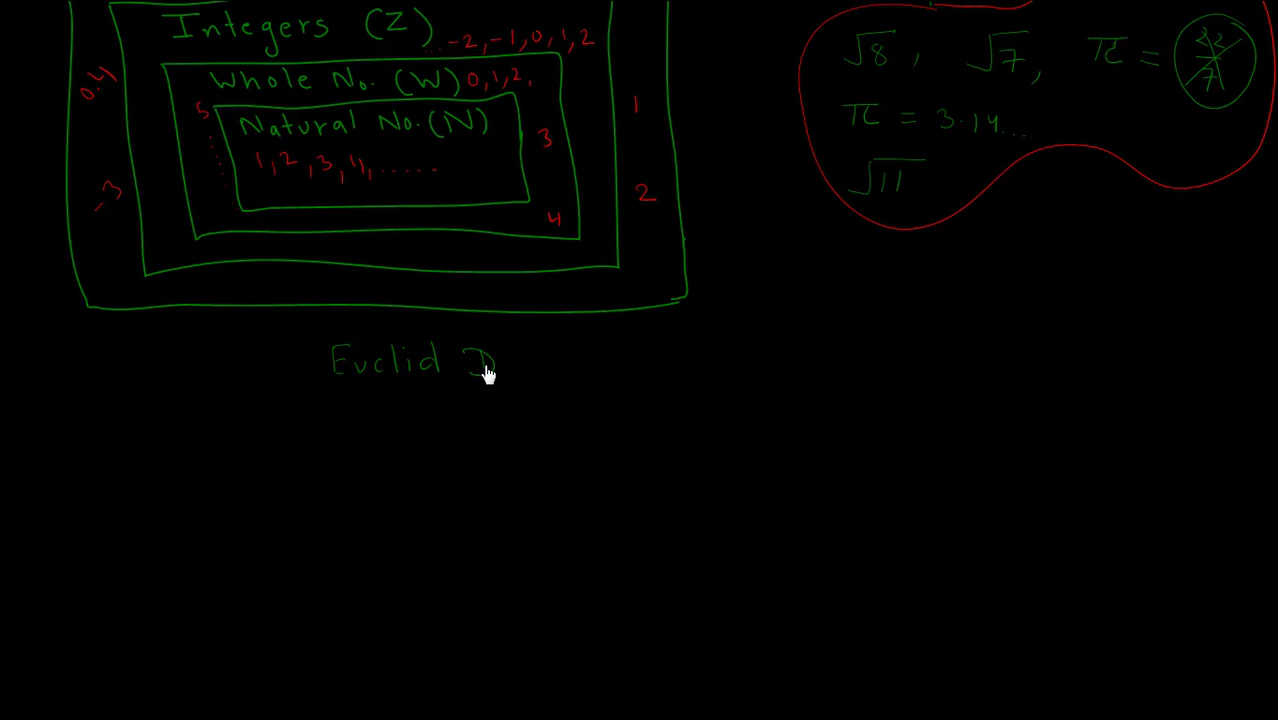 Integers (Z)
... -2, -1, 0, 1, 2
Whole No. (W) 0, 1, 2,
Natural No. (N)
1, 2, 3, 4, ......
0.4
-3
5
3
4
1
2
√8, √7, π = 22/7
π = 3.14....
√11
Euclid D